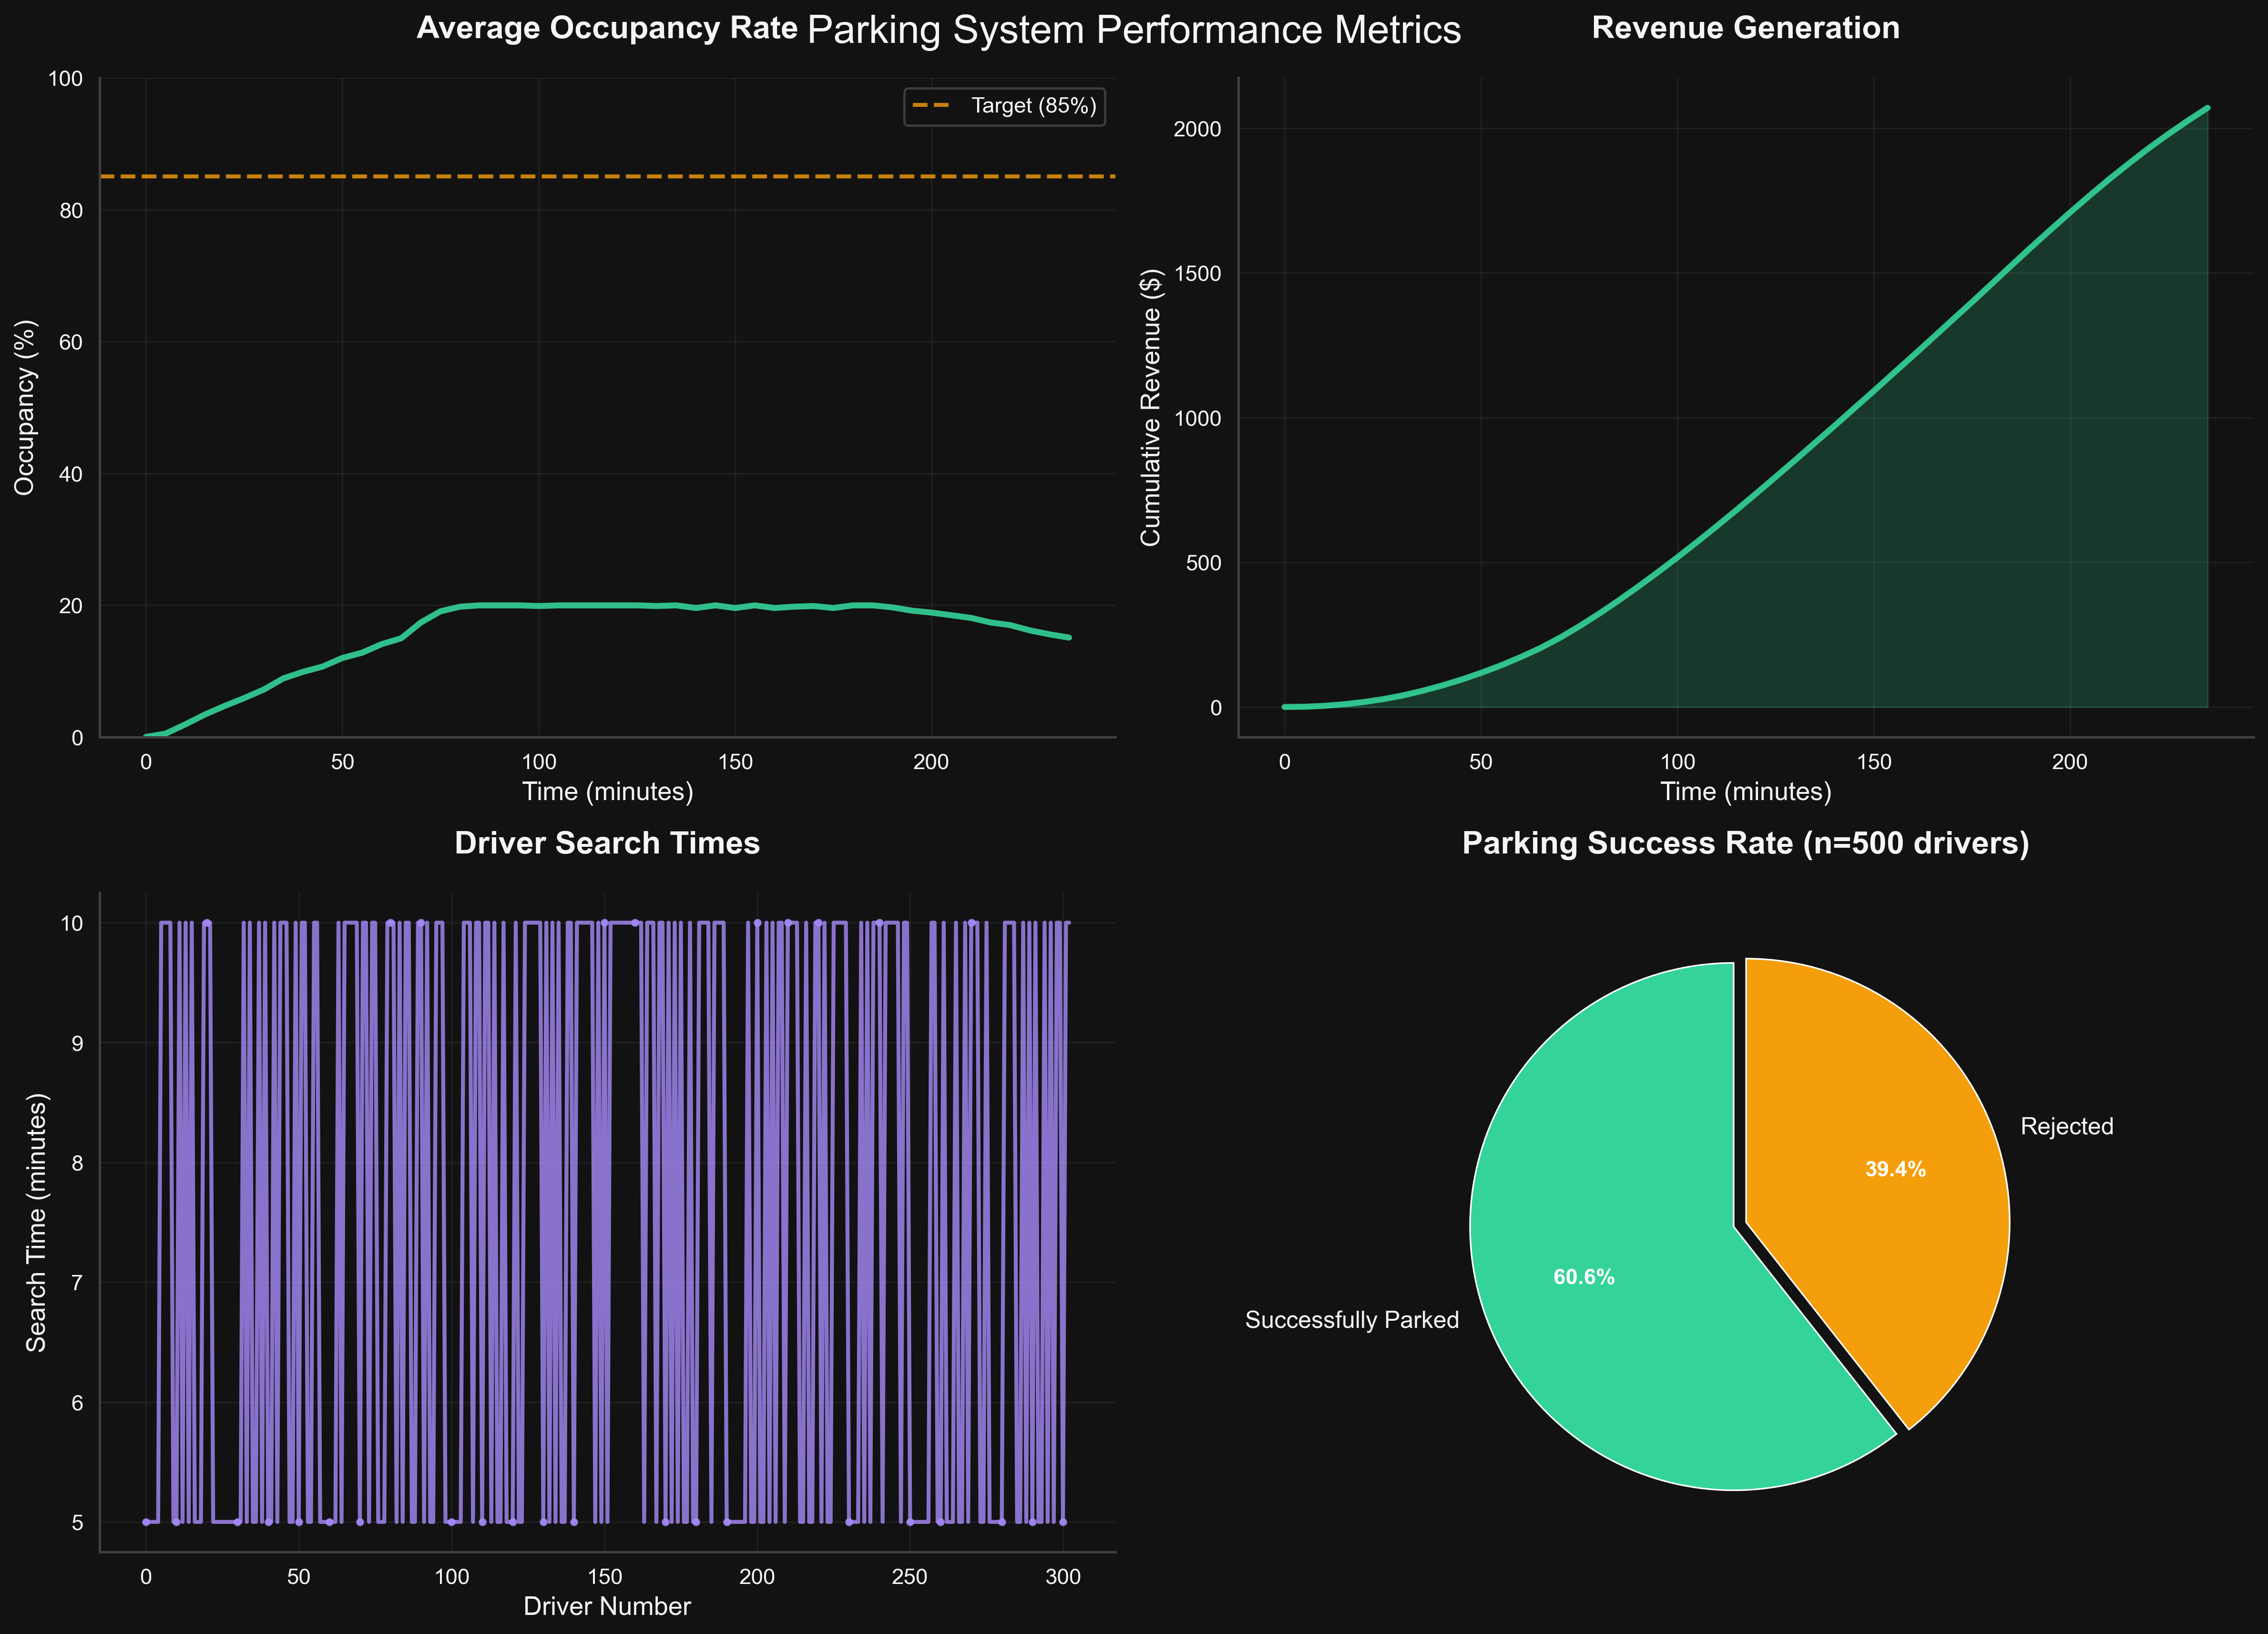 Parking System Performance Metrics
Average Occupancy Rate
Target (85%)
Occupancy (%)
100
80
60
40
20
0
0 50 100 150 200
Time (minutes)
Revenue Generation
Cumulative Revenue ($)
2000
1500
1000
500
0
0 50 100 150 200
Time (minutes)
Driver Search Times
Search Time (minutes)
10
9
8
7
6
5
0 50 100 150 200 250 300
Driver Number
Parking Success Rate (n=500 drivers)
Rejected
39.4%
60.6%
Successfully Parked